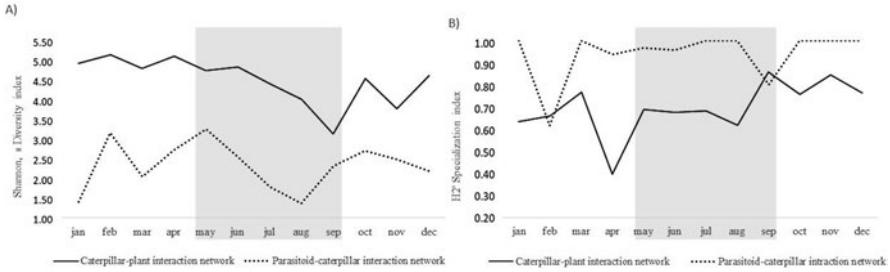 A)
Shannon, s Diversity index
5.50
5.00
4.50
4.00
3.50
3.00
2.50
2.00
1.50
1.00
jan feb mar apr may jun jul aug sep oct nov dec
Caterpillar-plant interaction network Parasitoid-caterpillar interaction network
B)
H2' Specialization index
1.00
0.90
0.80
0.70
0.60
0.50
0.40
0.30
0.20
jan feb mar apr may jun jul aug sep oct nov dec
Caterpillar-plant interaction network Parasitoid-caterpillar intraction network